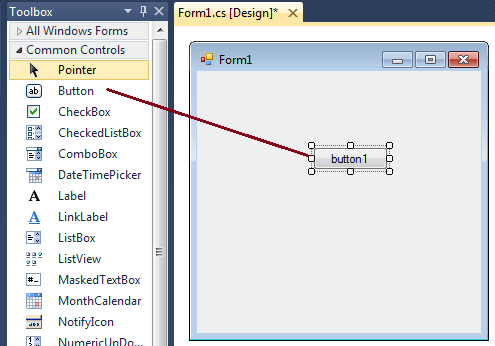 Toolbox
All Windows Forms
Common Controls
Pointer
ab Button
CheckBox
CheckedListBox
ComboBox
DateTimePicker
A Label
A LinkLabel
ListBox
ListView
#- MaskedTextBox
MonthCalendar
NotifyIcon
NumericUpDo...
Form1.cs [Design]*
Form1
button1